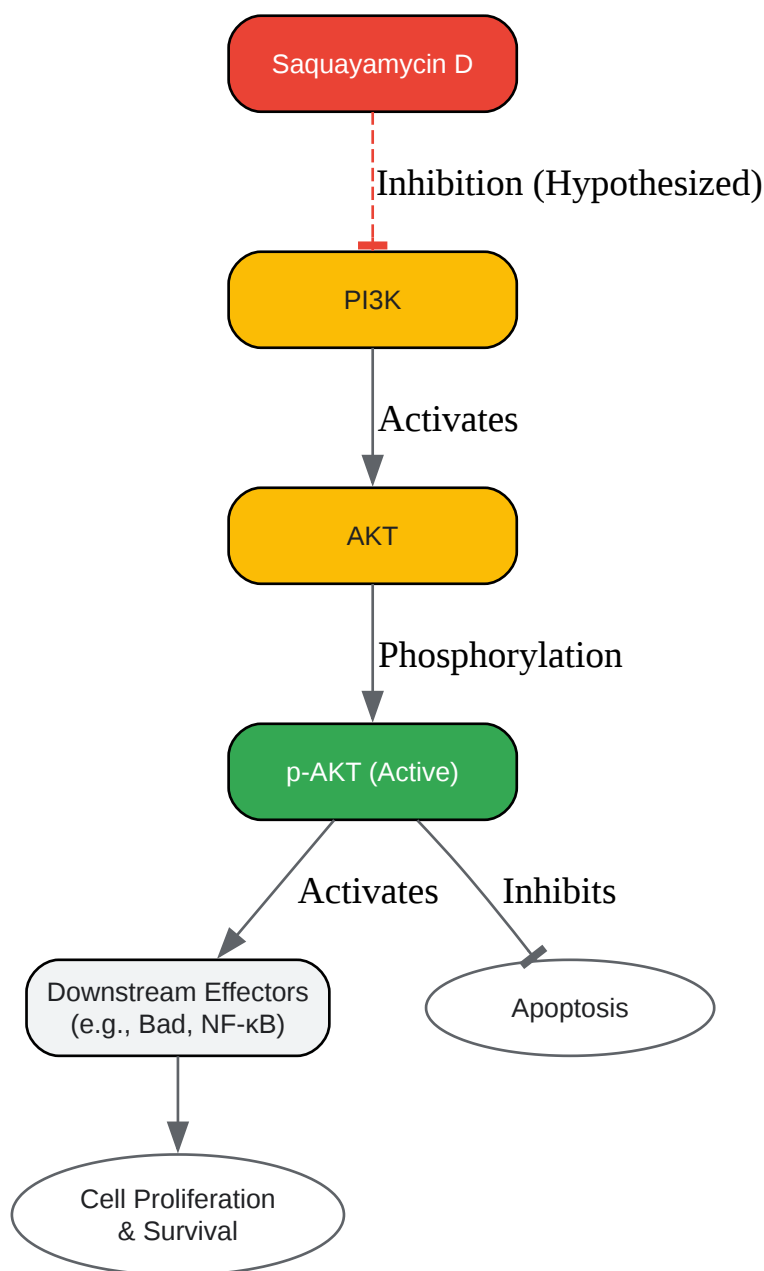 Saquayamycin D
Inhibition (Hypothesized)
PI3K
Activates
AKT
Phosphorylation
p-AKT (Active)
Activates
Inhibits
Downstream Effectors
(e.g., Bad, NF-κB)
Apoptosis
Cell Proliferation
& Survival